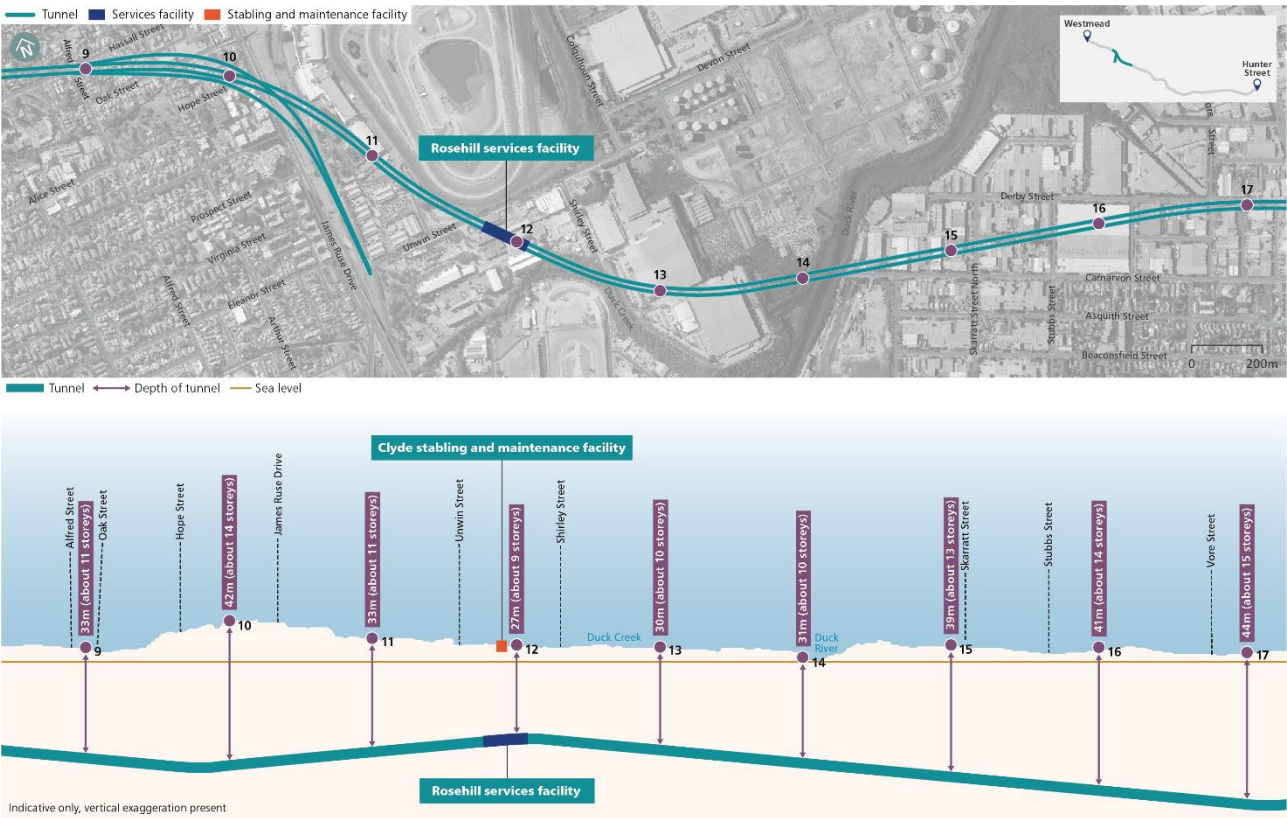 Tunnel
Services facility
Stabling and maintenance facility
N
Westmead
Hunter
Street
Alfred Street
Hassall Street
Oak Street
Hope Street
9
10
11
12
13
14
15
16
17
Colquhoun Street
Devon Street
Rosehill services facility
Alice Street
Prospect Street
Virginia Street
Eleanor Street
Alfred Street
Arthur Street
James Ruse Drive
Unwin Street
Shirley Street
Duck Creek
Duck River
Derby Street
Carnarvon Street
Asquith Street
Beaconsfield Street
Skarratt Street North
Stubbs Street
Street
0
200m
Tunnel
Depth of tunnel
Sea level
Clyde stabling and maintenance facility
Alfred Street
33m (about 11 storeys)
Oak Street
Hope Street
42m (about 14 storeys)
James Ruse Drive
33m (about 11 storeys)
Unwin Street
27m (about 9 storeys)
Shirley Street
30m (about 10 storeys)
31m (about 10 storeys)
39m (about 13 storeys)
Skarratt Street
Stubbs Street
41m (about 14 storeys)
Vore Street
44m (about 15 storeys)
9
10
11
12
Duck Creek
13
Duck
River
14
15
16
17
Rosehill services facility
Indicative only, vertical exaggeration present